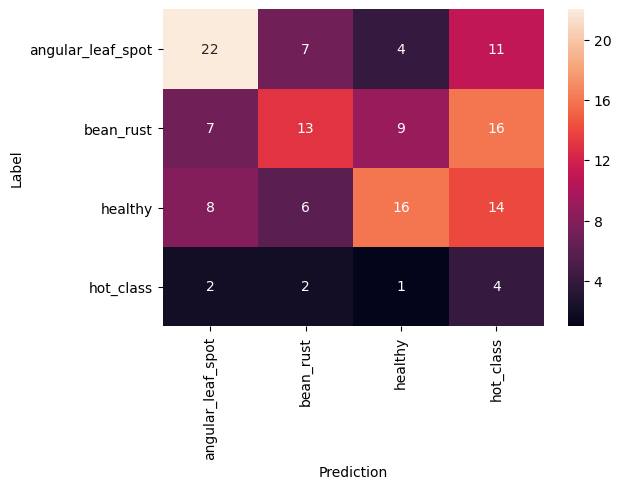 angular_leaf_spot 22 7 4 11
bean_rust 7 13 9 16
healthy 8 6 16 14
hot_class 2 2 1 4
angular_leaf_spot bean_rust healthy hot_class
Prediction
Label
20
16
12
8
4